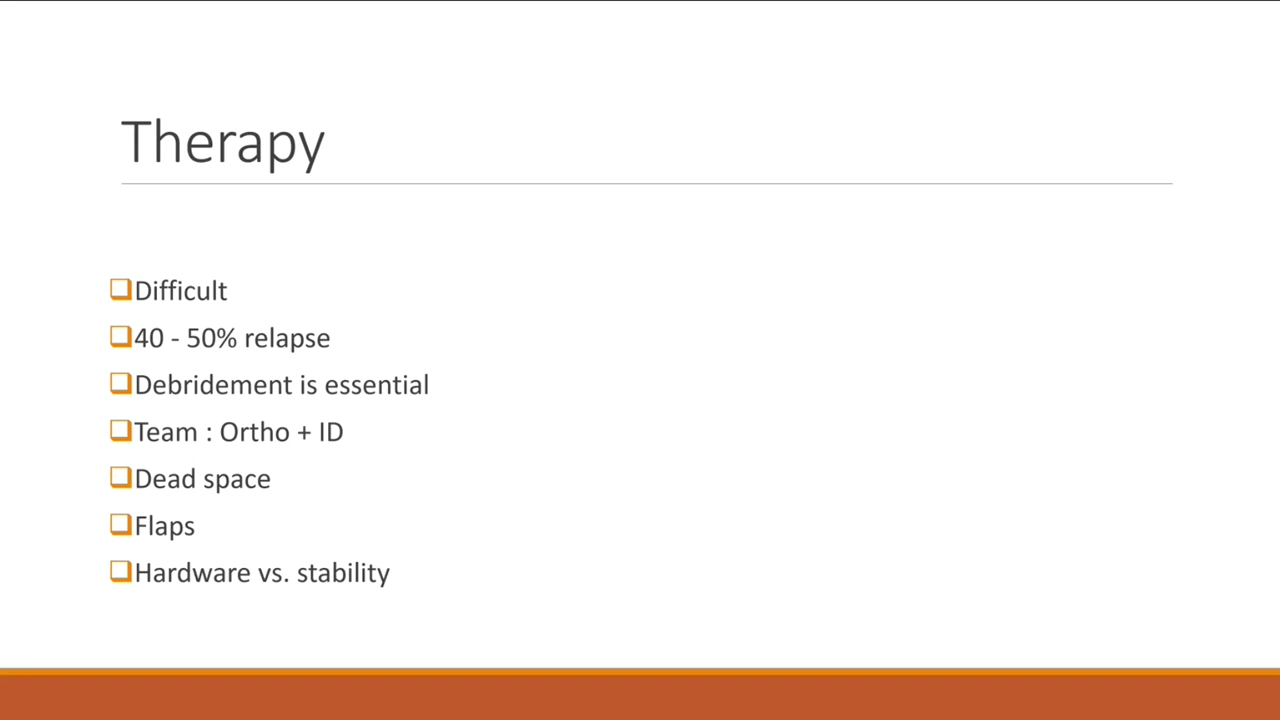 Therapy
Difficult
40 - 50% relapse
Debridement is essential
Team : Ortho + ID
Dead space
Flaps
Hardware vs. stability